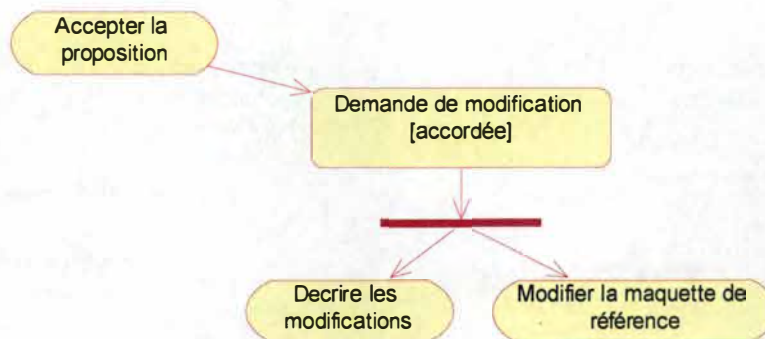 Accepter la
proposition
Demande de modification
[accordée]
Decrire les
modifications
Modifier la maquette de
référence